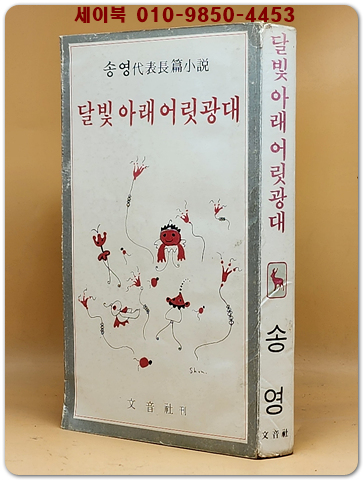 세이북 010-9850-4453
송영代表長篇小説
달빛 아래 어릿광대
Shon.
文音社刊
달빛 아래 어릿광대
송영
文音社